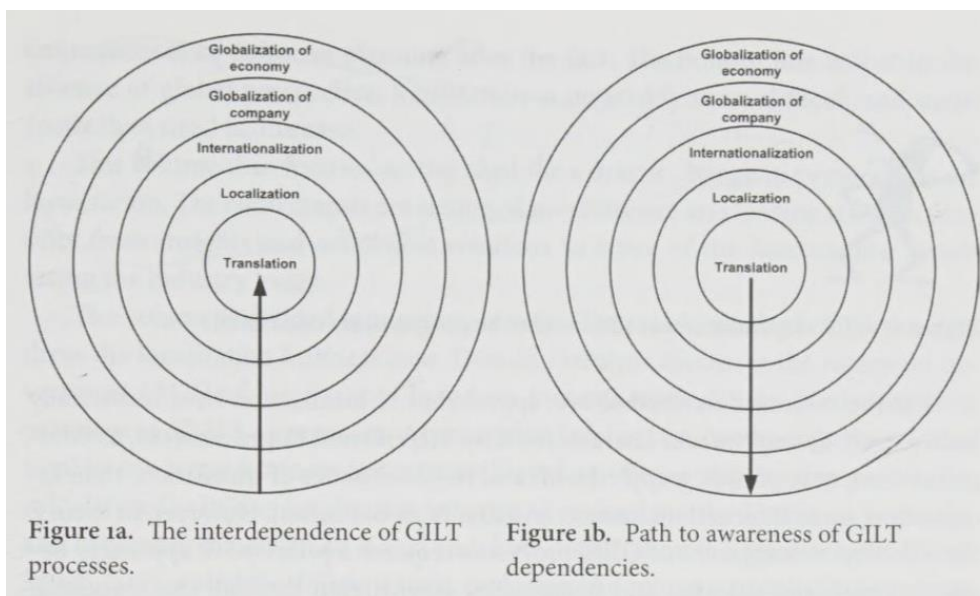 Globalization of
economy
Globalization of
company
Internationalization
Localization
Translation
Figure 1a. The interdependence of GILT
processes.
Globalization of
economy
Globalization of
company
Internationalization
Localization
Translation
Figure 1b. Path to awareness of GILT
dependencies.